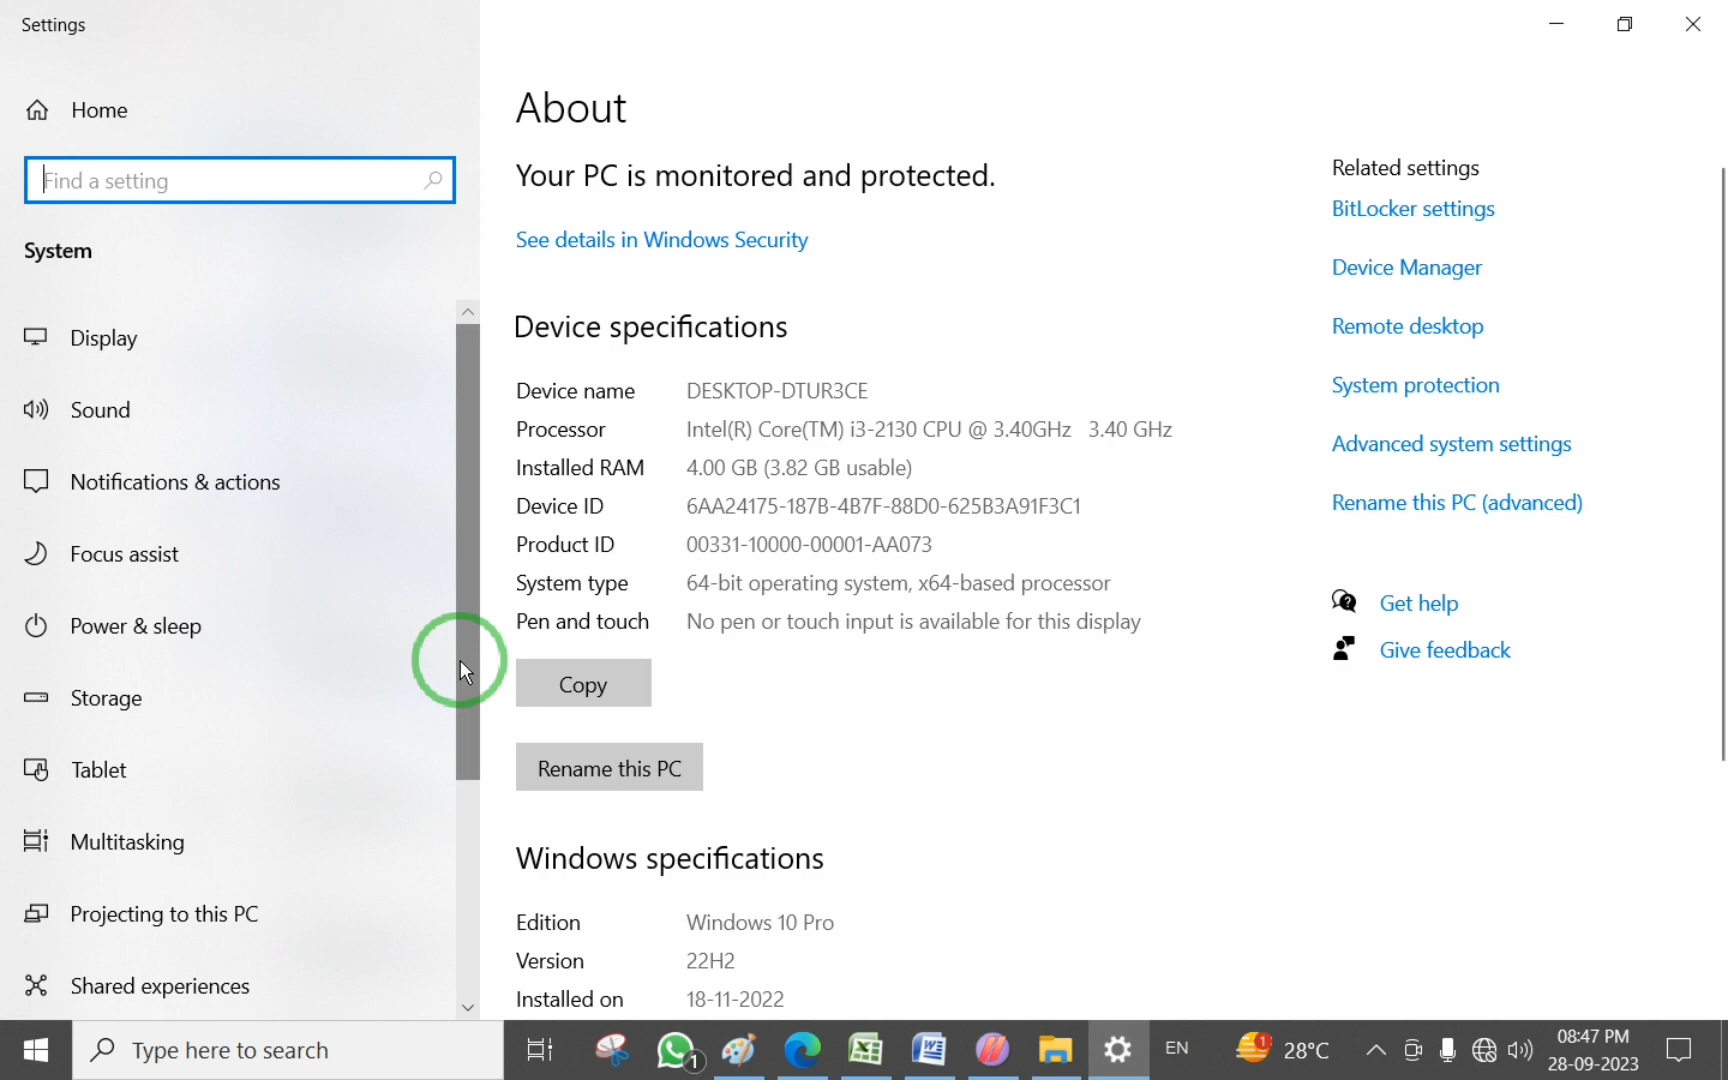 Settings
Home
Find a setting
System
Display
Sound
Notifications & actions
Focus assist
Power & sleep
Storage
Tablet
Multitasking
Projecting to this PC
Shared experiences
About
Your PC is monitored and protected.
See details in Windows Security
Device specifications
Device name DESKTOP-DTUR3CE
Processor Intel(R) Core(TM) i3-2130 CPU @ 3.40GHz 3.40 GHz
Installed RAM 4.00 GB (3.82 GB usable)
Device ID 6AA24175-187B-4B7F-88D0-625B3A91F3C1
Product ID 00331-10000-00001-AA073
System type 64-bit operating system, x64-based processor
Pen and touch No pen or touch input is available for this display
Copy
Rename this PC
Windows specifications
Edition Windows 10 Pro
Version 22H2
Installed on 18-11-2022
Related settings
BitLocker settings
Device Manager
Remote desktop
System protection
Advanced system settings
Rename this PC (advanced)
Get help
Give feedback
Type here to search
1
EN
1
28°C
08:47 PM
28-09-2023